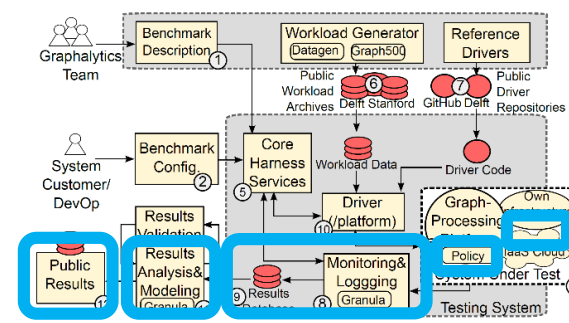 Graphalytics
Team
Benchmark
Description
1
Workload Generator
Datagen
Graph500
Reference
Drivers
Public
Workload
Archives
6
Delft Stanford
7
GitHub Delft
Public
Driver
Repositories
System
Customer/
DevOp
Benchmark
Config.
2
Core
Harness
Services
5
Workload Data
Driver Code
Driver
(/platform)
10
Graph-
Processing
Policy
Own
Cloud
System Under Test
Results
Validation
Results
Analysis&
Modeling
Granula
Public
Results
9
Results
Monitoring&
Loggging
8
Granula
Testing System